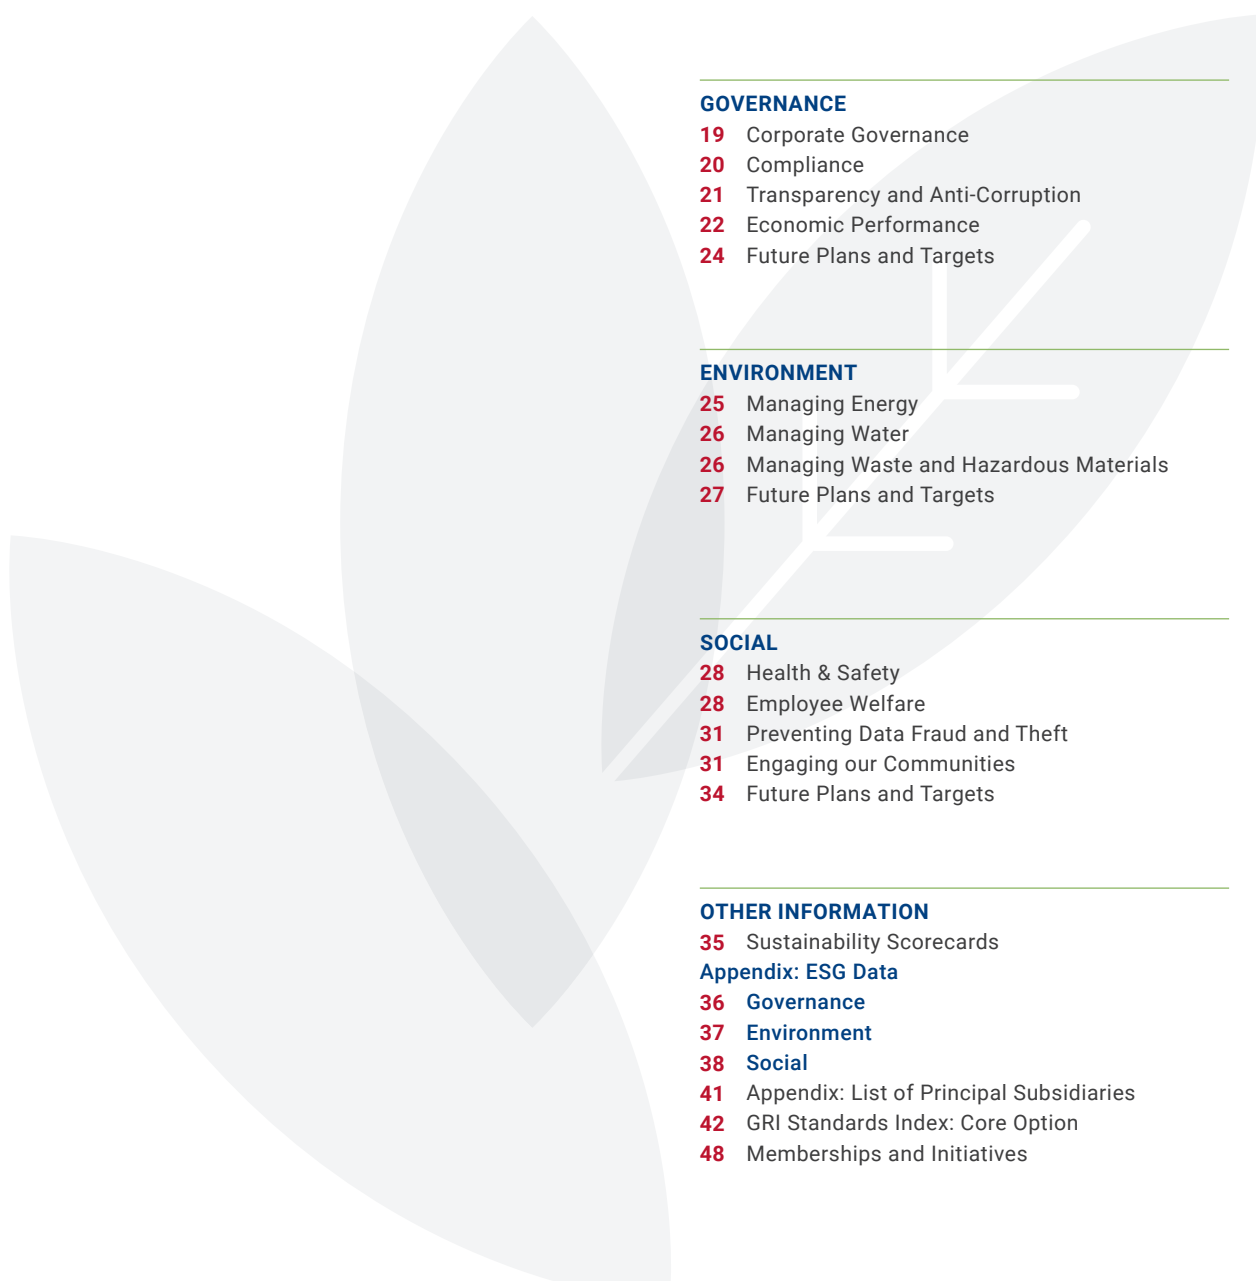 GOVERNANCE
19 Corporate Governance
20 Compliance
21 Transparency and Anti-Corruption
22 Economic Performance
24 Future Plans and Targets
ENVIRONMENT
25 Managing Energy
26 Managing Water
26 Managing Waste and Hazardous Materials
27 Future Plans and Targets
SOCIAL
28 Health & Safety
28 Employee Welfare
31 Preventing Data Fraud and Theft
31 Engaging our Communities
34 Future Plans and Targets
OTHER INFORMATION
35 Sustainability Scorecards
Appendix: ESG Data
36 Governance
37 Environment
38 Social
41 Appendix: List of Principal Subsidiaries
42 GRI Standards Index: Core Option
48 Memberships and Initiatives